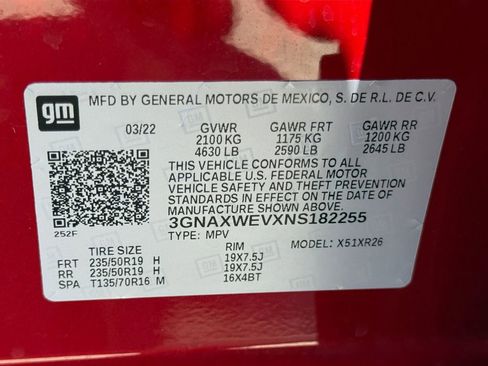 gm
MFD BY GENERAL MOTORS DE MEXICO, S. DE R.L. DE C.V.
03/22 GVWR GAWR FRT GAWR RR
2100 KG 1175 KG 1200 KG
4630 LB 2590 LB 2645 LB
THIS VEHICLE CONFORMS TO ALL
APPLICABLE U.S. FEDERAL MOTOR
VEHICLE SAFETY AND THEFT PREVENTION
STANDARDS IN EFFECT ON THE DATE OF
MANUFACTURE SHOWN ABOVE.
3GNAXWEVXNS182255
252F TYPE: MPV MODEL: X51XR26
TIRE SIZE RIM
FRT 235/50R19 H 19X7.5J
RR 235/50R19 H 19X7.5J
SPA T135/70R16 M 16X4BT